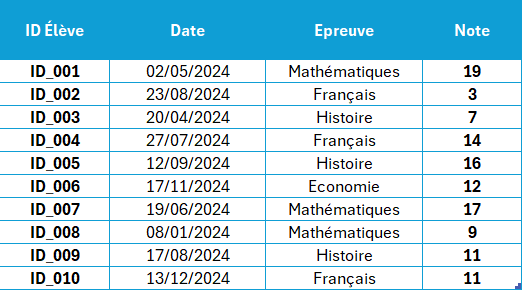 ID Élève Date Epreuve Note
ID_001 02/05/2024 Mathématiques 19
ID_002 23/08/2024 Français 3
ID_003 20/04/2024 Histoire 7
ID_004 27/07/2024 Français 14
ID_005 12/09/2024 Histoire 16
ID_006 17/11/2024 Economie 12
ID_007 19/06/2024 Mathématiques 17
ID_008 08/01/2024 Mathématiques 9
ID_009 17/08/2024 Histoire 11
ID_010 13/12/2024 Français 11